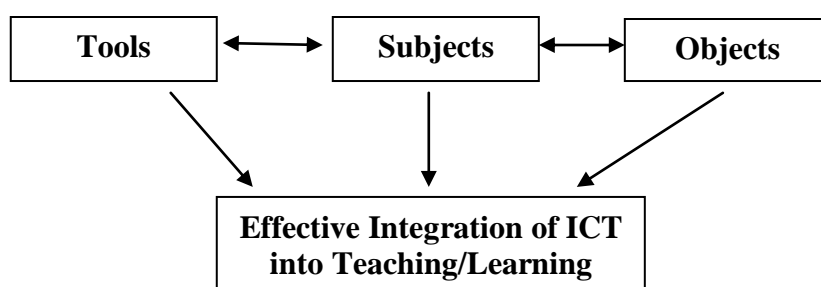 Tools
Subjects
Objects
Effective Integration of ICT
into Teaching/Learning